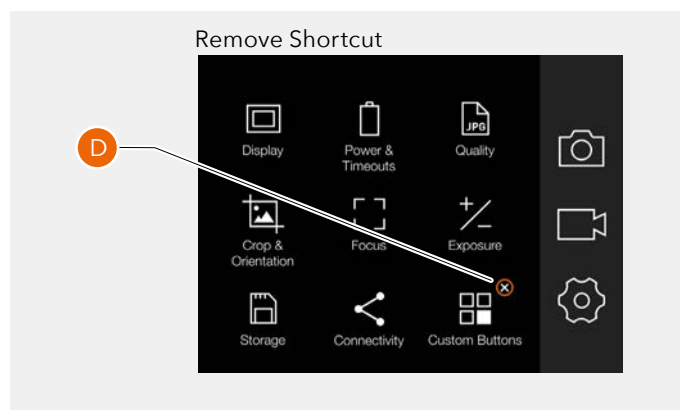 Remove Shortcut
D
Display
Power &
Timeouts
JPG
Quality
Crop &
Orientation
Focus
Exposure
Storage
Connectivity
Custom Buttons